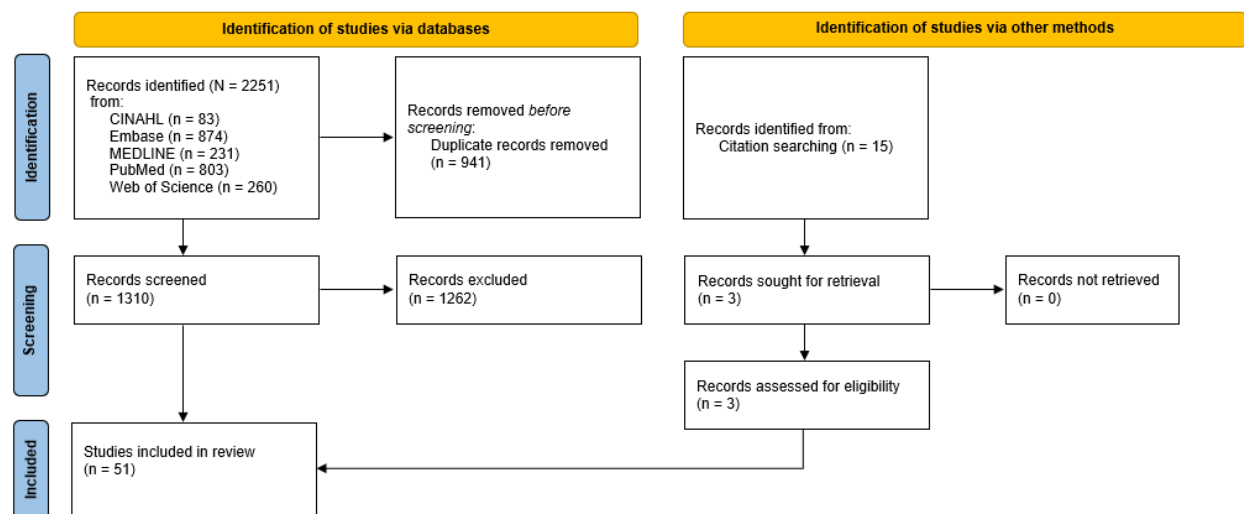 Identification of studies via databases
Identification of studies via other methods
Identification
Records identified (N = 2251)
from:
CINAHL (n = 83)
Embase (n = 874)
MEDLINE (n = 231)
PubMed (n = 803)
Web of Science (n = 260)
Records removed before
screening:
Duplicate records removed
(n = 941)
Records identified from:
Citation searching (n = 15)
Screening
Records screened
(n = 1310)
Records excluded
(n = 1262)
Records sought for retrieval
(n = 3)
Records not retrieved
(n = 0)
Records assessed for eligibility
(n = 3)
Included
Studies included in review
(n = 51)